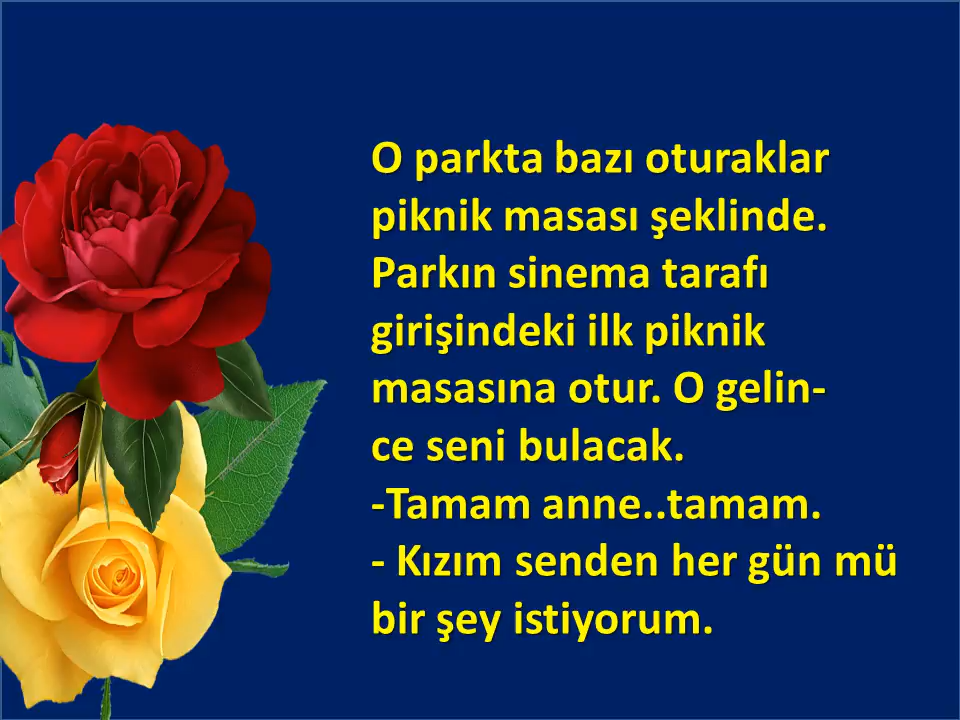 O parkta bazı oturaklar
piknik masası şeklinde.
Parkın sinema tarafı
girişindeki ilk piknik
masasına otur. O gelin-
ce seni bulacak.
-Tamam anne..tamam.
- Kızım senden her gün mü
bir şey istiyorum.